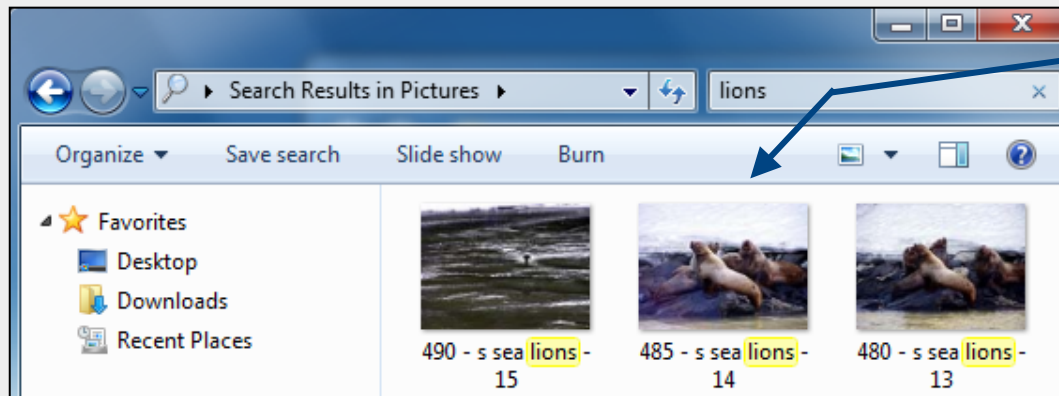 Search Results in Pictures
lions
Organize Save search Slide show Burn
Favorites
Desktop
Downloads
Recent Places
490 - s sea lions -
15
485 - s sea lions -
14
480 - s sea lions -
13